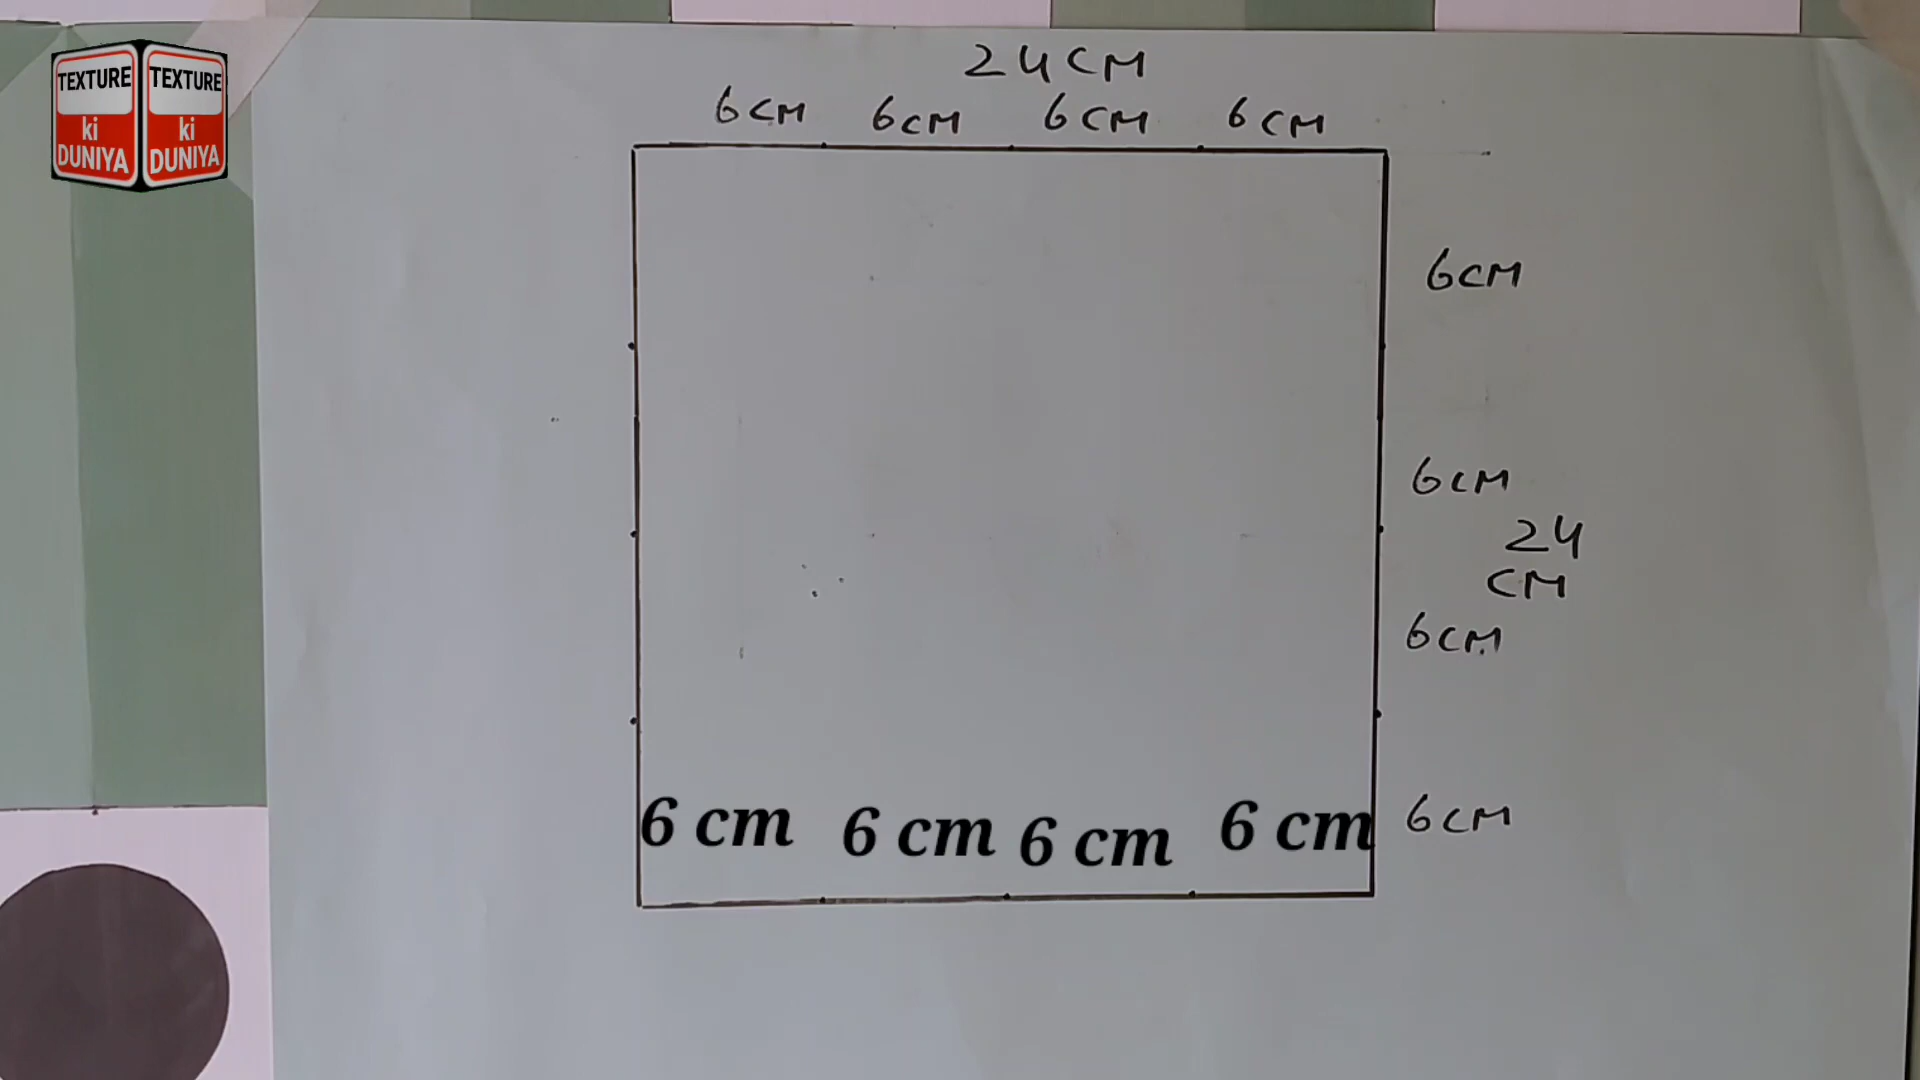 TEXTURE TEXTURE
ki ki
DUNIYA DUNIYA
24CM
6CM 6CM 6CM 6CM
6CM
6CM
24
CM
6CM
6CM
6 cm 6 cm 6 cm 6 cm